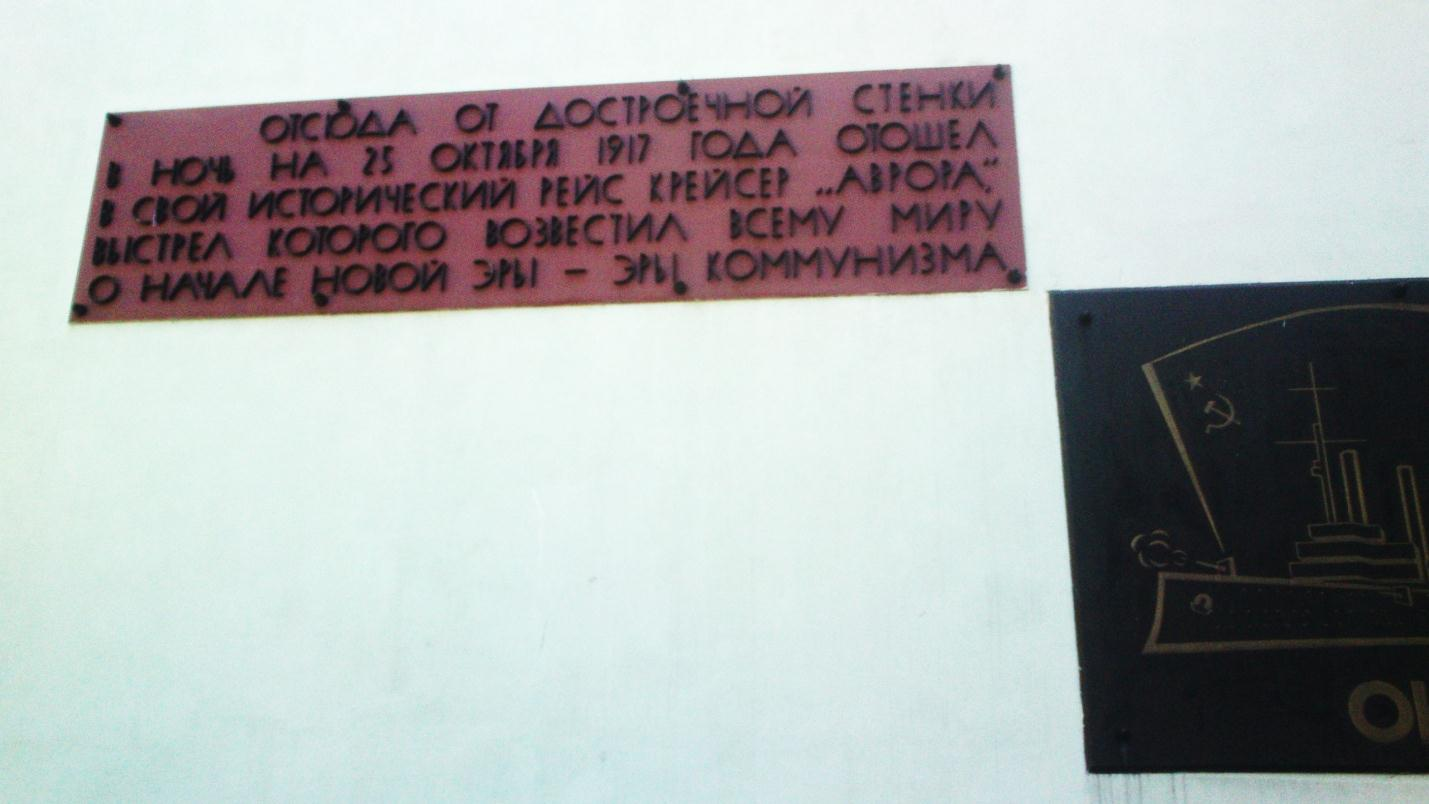 ОТСЮДА ОТ ДОСТРОЕЧНОЙ СТЕНКИ
В НОЧЬ НА 25 ОКТЯБРЯ 1917 ГОДА ОТОШЕЛ
В СВОЙ ИСТОРИЧЕСКИЙ РЕЙС КРЕЙСЕР „АВРОРА“,
ВЫСТРЕЛ КОТОРОГО ВОЗВЕСТИЛ ВСЕМУ МИРУ
О НАЧАЛЕ НОВОЙ ЭРЫ – ЭРЫ КОММУНИЗМА